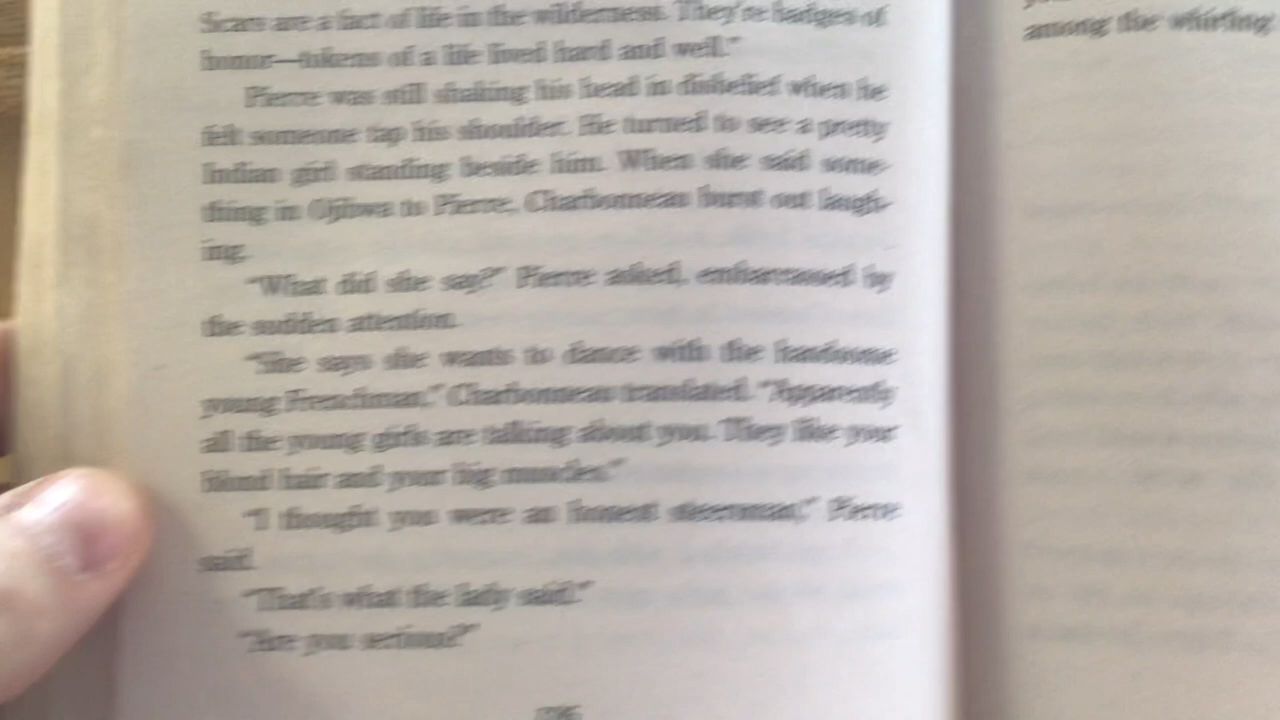 Scars are a fact of life in the wilderness. They're badges of
honor—tokens of a life lived hard and well."
Pierre was still shaking his head in disbelief when he
felt someone tap his shoulder. He turned to see a pretty
Indian girl standing beside him. When she said some-
thing in Ojibwa to Pierre, Charbonneau burst out laugh-
ing.
"What did she say?" Pierre asked, embarrassed by
the sudden attention.
"She says she wants to dance with the handsome
young Frenchman," Charbonneau translated. "Apparently
all the young girls are talking about you. They like your
blond hair and your big muscles."
"I thought you were an honest steersman," Pierre
said.
"That's what the lady said."
"Are you serious?"
among the whirling